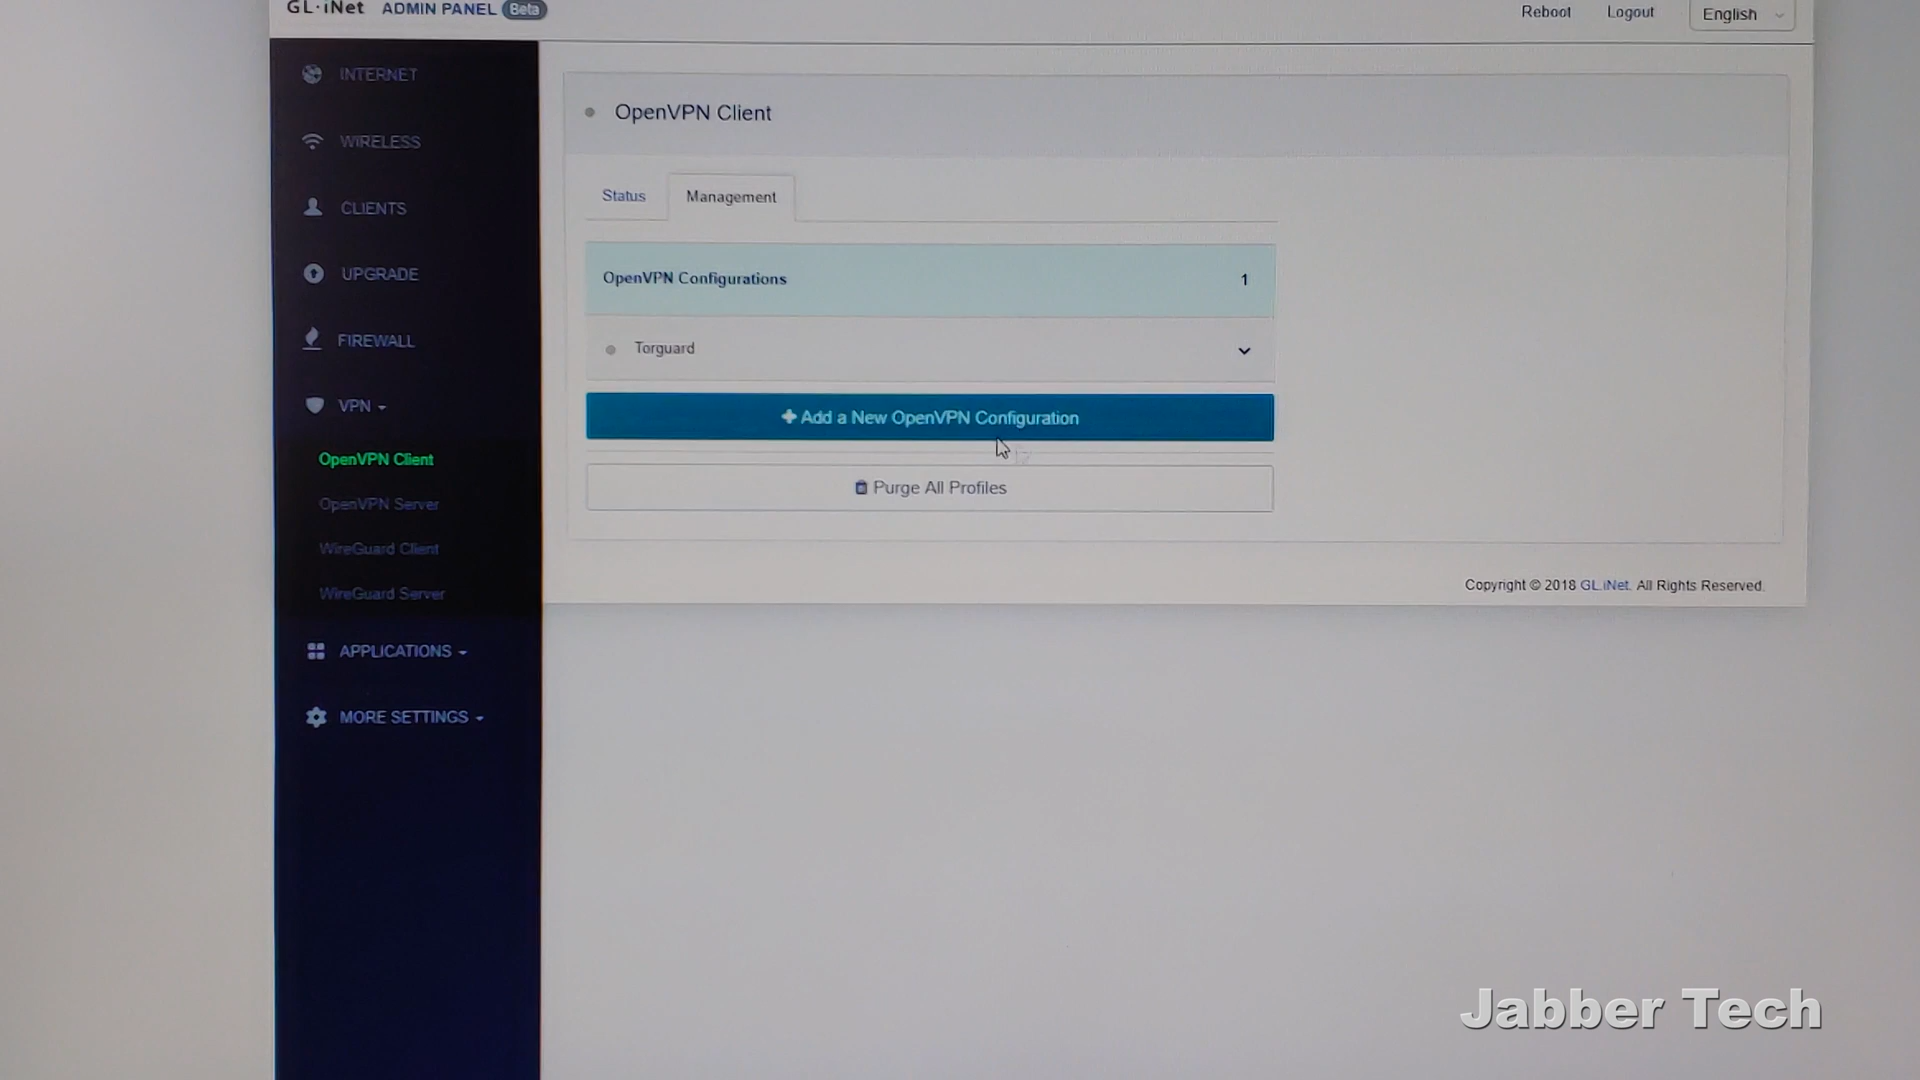 GL·iNet ADMIN PANEL Beta
Reboot Logout English
INTERNET
WIRELESS
CLIENTS
UPGRADE
FIREWALL
VPN
OpenVPN Client
OpenVPN Server
WireGuard Client
WireGuard Server
APPLICATIONS
MORE SETTINGS
OpenVPN Client
Status Management
OpenVPN Configurations 1
Torguard
Add a New OpenVPN Configuration
Purge All Profiles
Copyright © 2018 GL.iNet. All Rights Reserved.
Jabber Tech